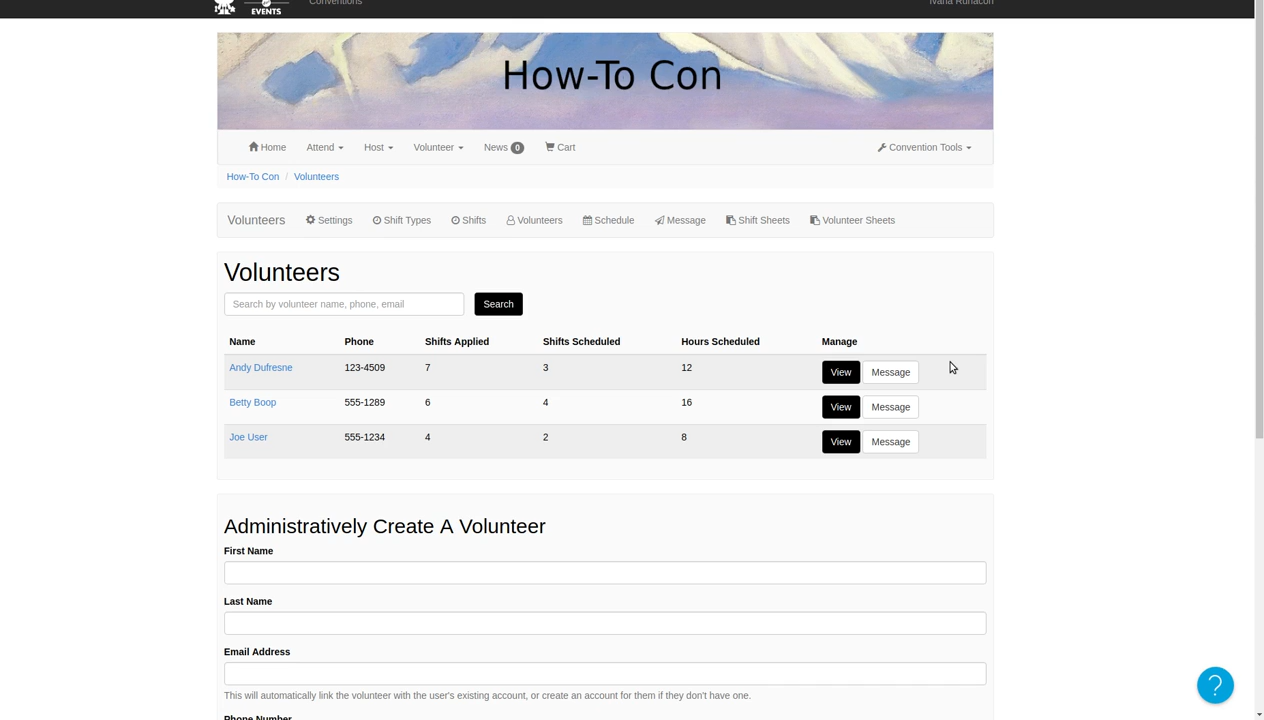 EVENTS
Conventions
Ivana Runacon
How-To Con
Home Attend Host Volunteer News 0 Cart Convention Tools
How-To Con / Volunteers
Volunteers Settings Shift Types Shifts Volunteers Schedule Message Shift Sheets Volunteer Sheets
Volunteers
Search by volunteer name, phone, email Search
Name Phone Shifts Applied Shifts Scheduled Hours Scheduled Manage
Andy Dufresne 123-4509 7 3 12 View Message
Betty Boop 555-1289 6 4 16 View Message
Joe User 555-1234 4 2 8 View Message
Administratively Create A Volunteer
First Name
Last Name
Email Address
This will automatically link the volunteer with the user's existing account, or create an account for them if they don't have one.
Phone Number
?